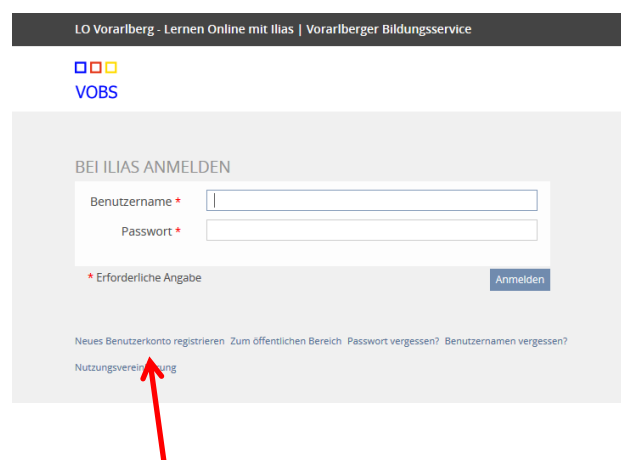 LO Vorarlberg - Lernen Online mit Ilias | Vorarlberger Bildungsservice
VOBS
BEI ILIAS ANMELDEN
Benutzername *
Passwort *
* Erforderliche Angabe
Anmelden
Neues Benutzerkonto registrieren Zum öffentlichen Bereich Passwort vergessen? Benutzernamen vergessen?
Nutzungsvereinbarung